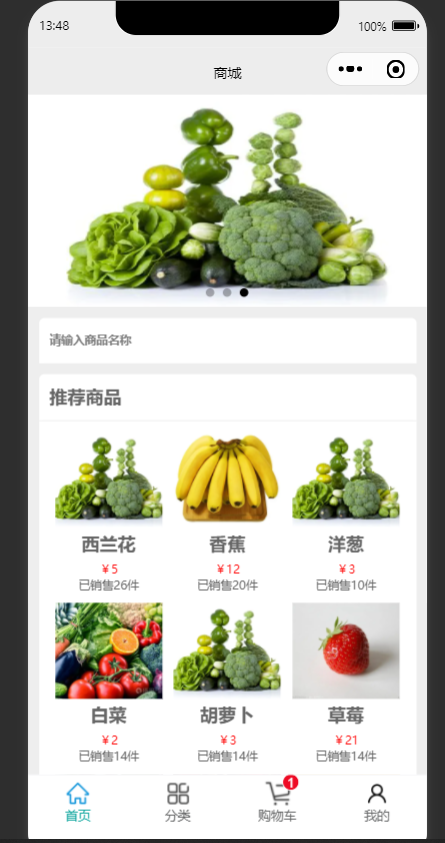 13:48 100%
商城
请输入商品名称
推荐商品
西兰花 香蕉 洋葱
￥5 ￥12 ￥3
已销售26件 已销售20件 已销售10件
白菜 胡萝卜 草莓
￥2 ￥3 ￥21
已销售14件 已销售14件 已销售14件
1
首页 分类 购物车 我的